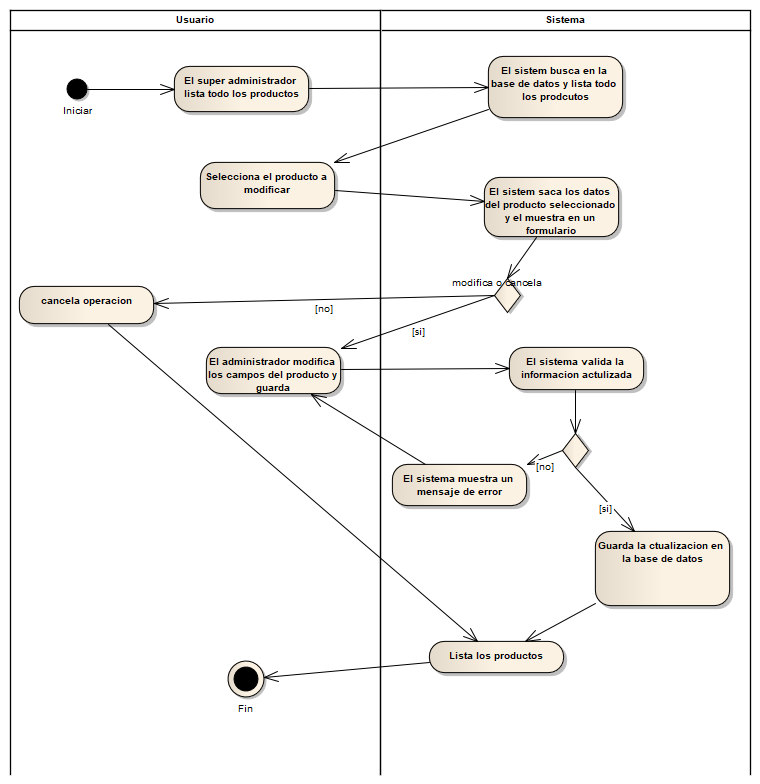 Usuario
Sistema
El super administrador
lista todo los productos
El sistem busca en la
base de datos y lista todo
los prodcutos
Iniciar
Selecciona el producto a
modificar
El sistem saca los datos
del producto seleccionado
y el muestra en un
formulario
modifica o cancela
cancela operacion
[no]
[si]
El administrador modifica
los campos del producto y
guarda
El sistema valida la
informacion actulizada
[no]
El sistema muestra un
mensaje de error
[si]
Guarda la ctualizacion en
la base de datos
Lista los productos
Fin